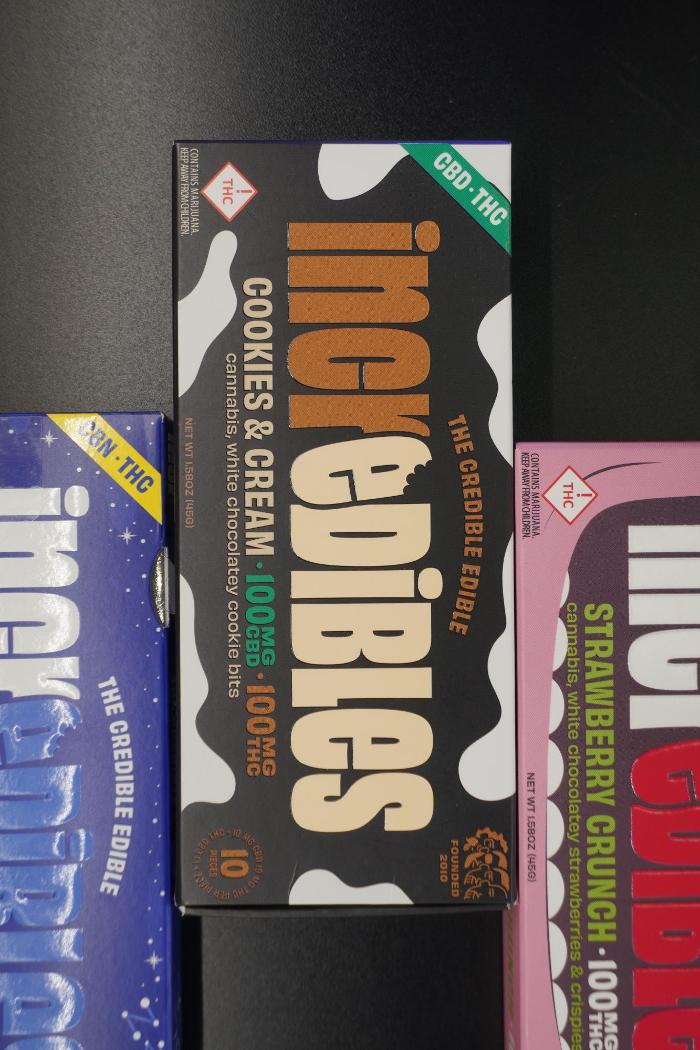 CBN·THC
incredibles
THE CREDIBLE EDIBLE
CBD·THC
THE CREDIBLE EDIBLE
incrediBles
COOKIES & CREAM · 100MG CBD · 100MG THC
cannabis, white chocolatey cookie bits
NET WT 1.58OZ (45G)
! THC
CONTAINS MARIJUANA.
KEEP AWAY FROM CHILDREN.
10
PIECES
FOUNDED
2010
incredible
STRAWBERRY CRUNCH · 100MG THC
cannabis, white chocolatey strawberries & crispies
NET WT 1.58OZ (45G)
! THC
CONTAINS MARIJUANA.
KEEP AWAY FROM CHILDREN.